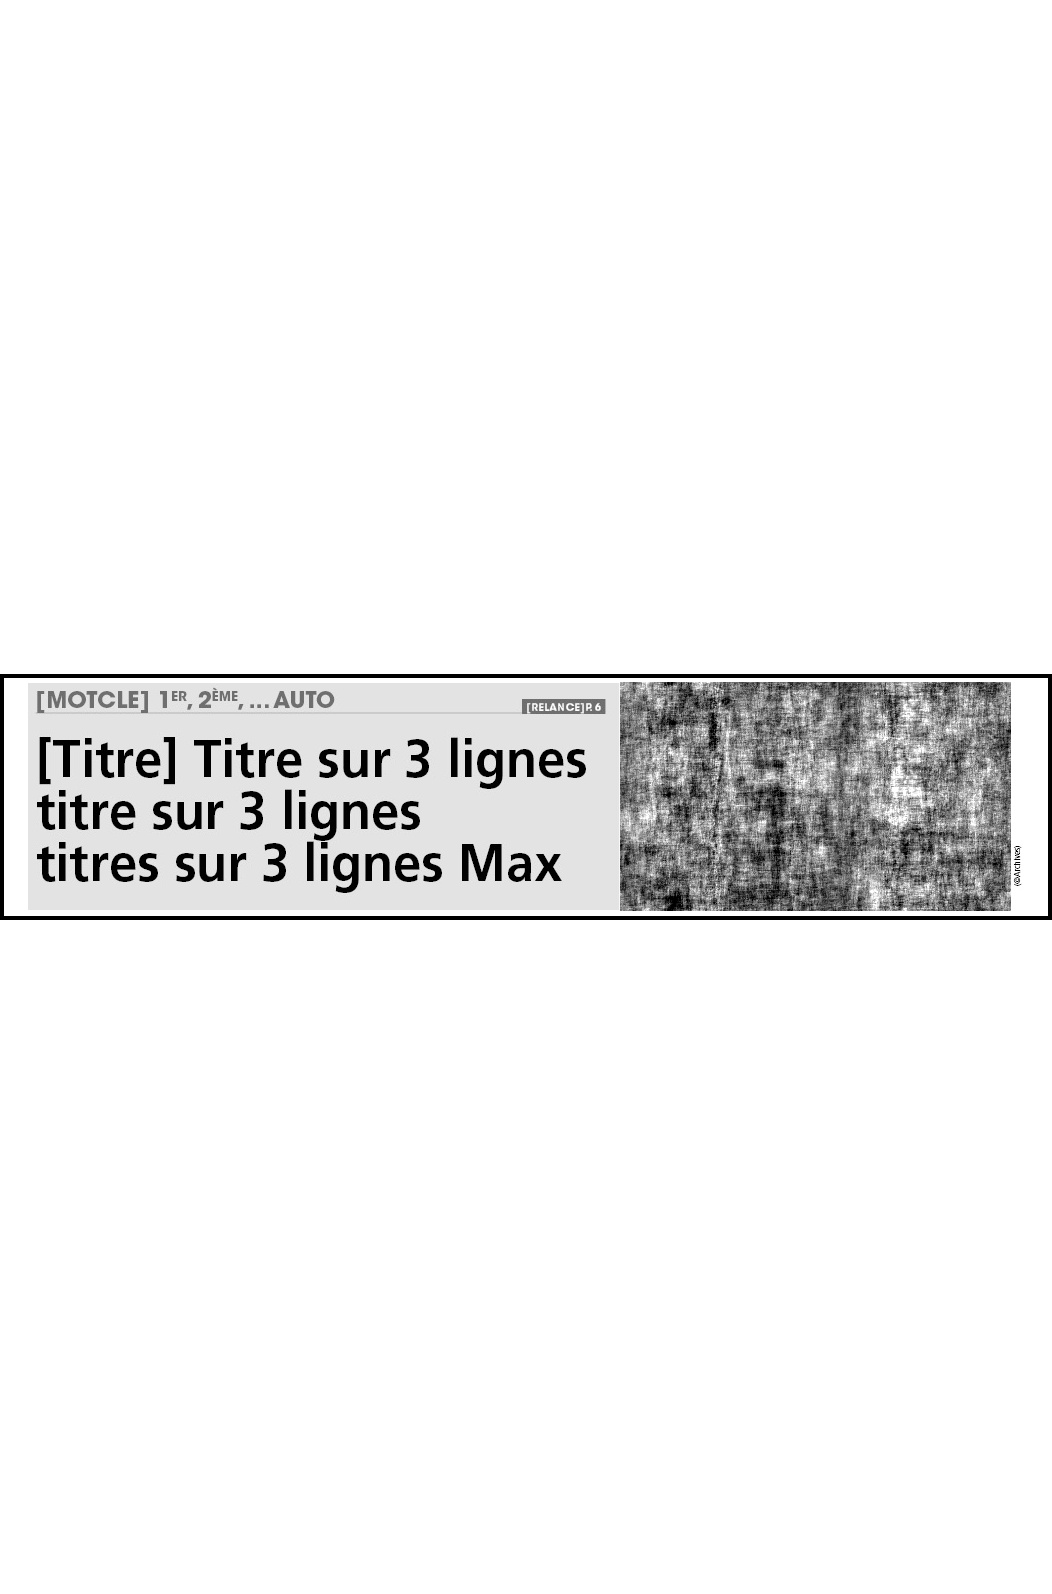 [MOTCLE] 1ER, 2ÈME, ... AUTO
[RELANCE]P. 6
[Titre] Titre sur 3 lignes
titre sur 3 lignes
titres sur 3 lignes Max
(©Archives)